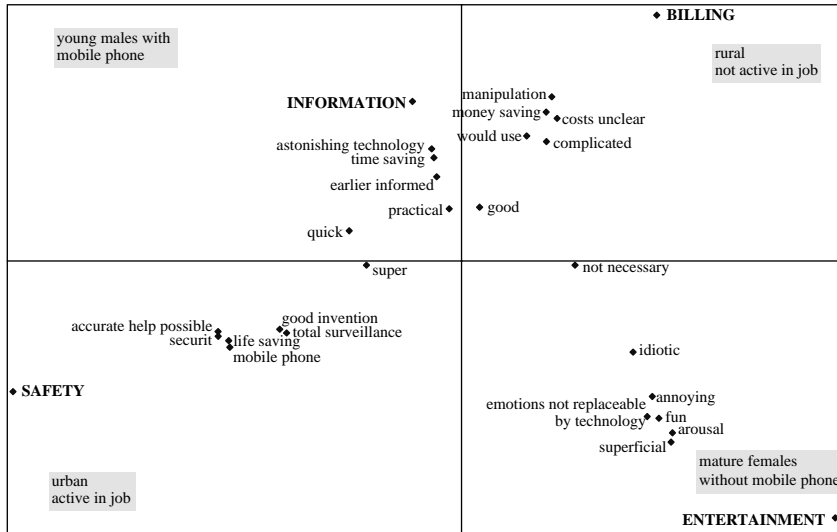 BILLING
young males with
mobile phone
rural
not active in job
manipulation
INFORMATION
money saving
costs unclear
would use
complicated
astonishing technology
time saving
earlier informed
practical
good
quick
super
not necessary
good invention
accurate help possible
total surveillance
securit
life saving
mobile phone
idiotic
SAFETY
annoying
emotions not replaceable
by technology
fun
arousal
superficial
mature females
without mobile phone
urban
active in job
ENTERTAINMENT